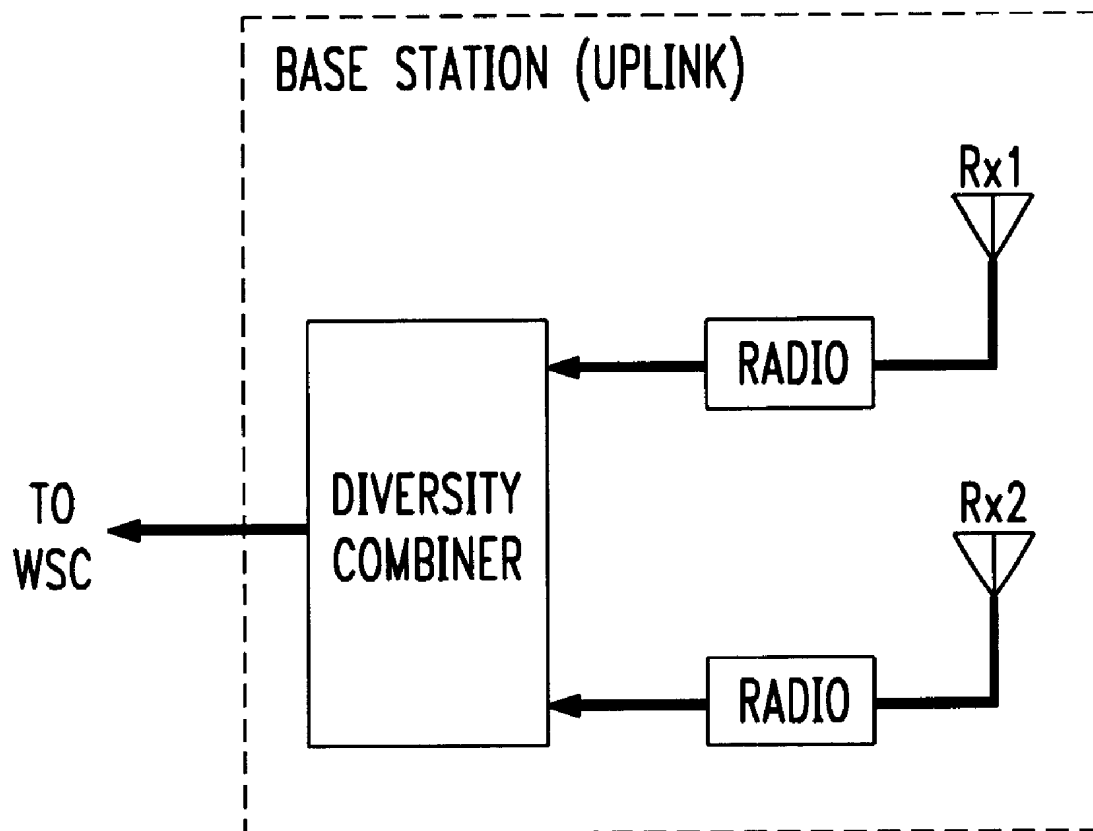 BASE STATION (UPLINK)
Rx1
RADIO
DIVERSITY
COMBINER
TO
WSC
Rx2
RADIO